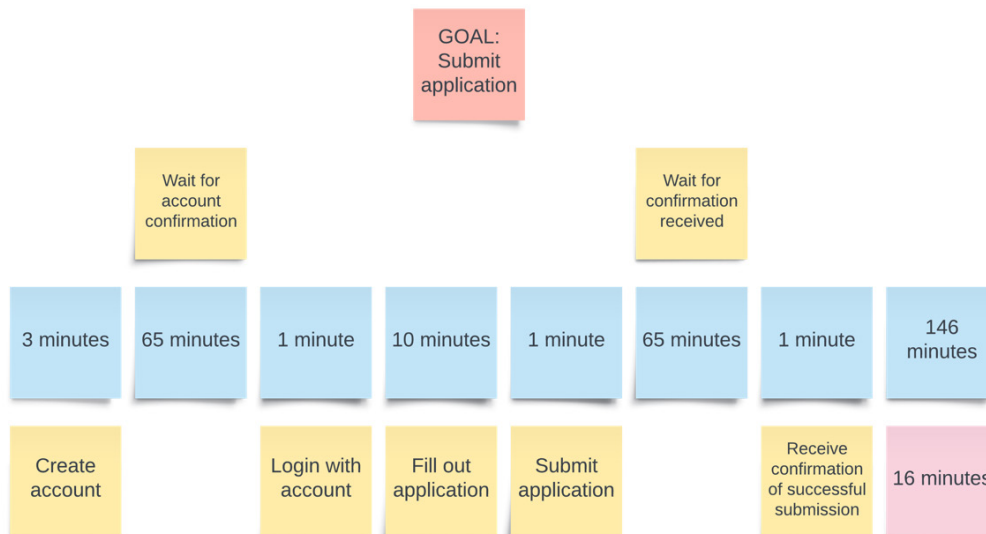 GOAL:
Submit
application
Wait for
account
confirmation
Wait for
confirmation
received
3 minutes
65 minutes
1 minute
10 minutes
1 minute
65 minutes
1 minute
146
minutes
Create
account
Login with
account
Fill out
application
Submit
application
Receive
confirmation
of successful
submission
16 minutes